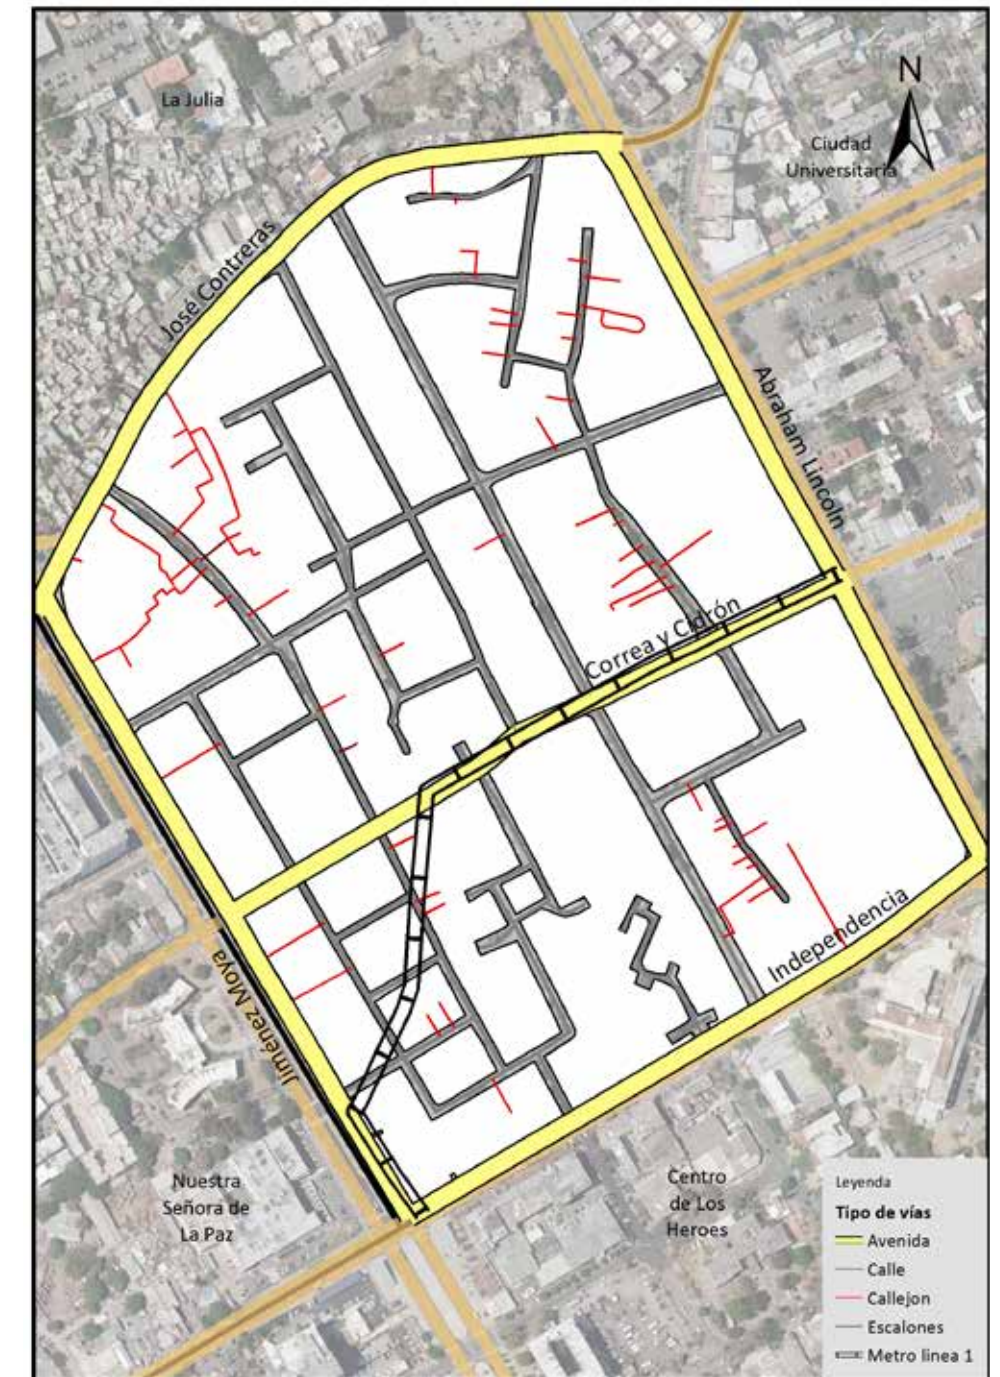 La Julia
N
Ciudad
Universitaria
José Contreras
Abraham Lincoln
Correa y Cidrón
Independencia
Jiménez Moya
Nuestra
Señora de
La Paz
Centro
de Los
Heroes
Leyenda
Tipo de vías
Avenida
Calle
Callejon
Escalones
Metro linea 1